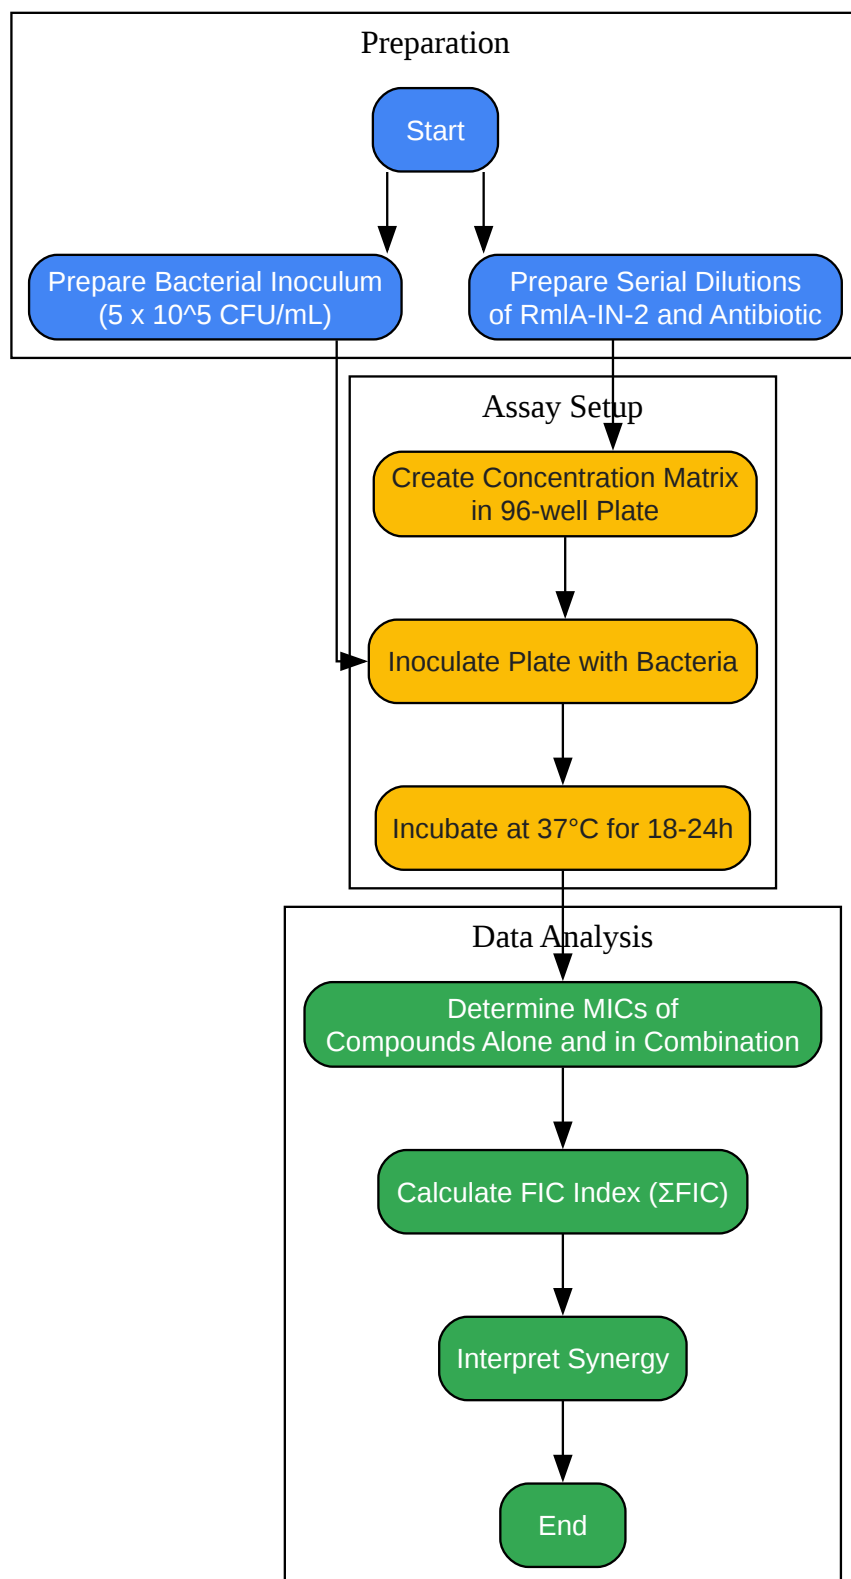 Preparation
Start
Prepare Bacterial Inoculum
(5 x 10^5 CFU/mL)
Prepare Serial Dilutions
of RmlA-IN-2 and Antibiotic
Assay Setup
Create Concentration Matrix
in 96-well Plate
Inoculate Plate with Bacteria
Incubate at 37°C for 18-24h
Data Analysis
Determine MICs of
Compounds Alone and in Combination
Calculate FIC Index (ΣFIC)
Interpret Synergy
End